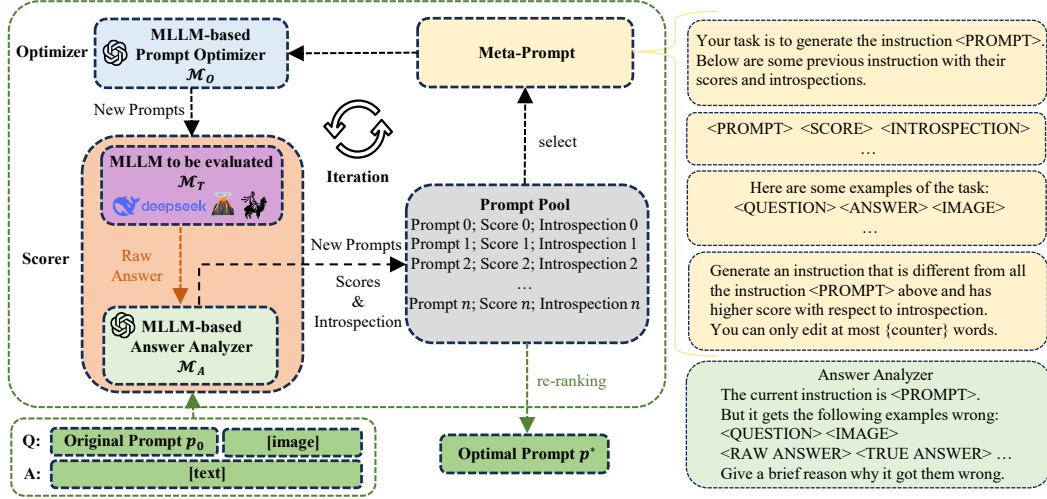 Optimizer
MLLM-based
Prompt Optimizer
𝓜_O
New Prompts
Meta-Prompt
select
Iteration
Scorer
MLLM to be evaluated
𝓜_T
deepseek
Raw
Answer
MLLM-based
Answer Analyzer
𝓜_A
New Prompts
Scores
&
Introspection
Prompt Pool
Prompt 0; Score 0; Introspection 0
Prompt 1; Score 1; Introspection 1
Prompt 2; Score 2; Introspection 2
…
Prompt n; Score n; Introspection n
re-ranking
Optimal Prompt p*
Q:
Original Prompt p₀
[image]
A:
[text]
Your task is to generate the instruction <PROMPT>.
Below are some previous instruction with their
scores and introspections.
<PROMPT> <SCORE> <INTROSPECTION>
…
Here are some examples of the task:
<QUESTION> <ANSWER> <IMAGE>
…
Generate an instruction that is different from all
the instruction <PROMPT> above and has
higher score with respect to introspection.
You can only edit at most {counter} words.
Answer Analyzer
The current instruction is <PROMPT>.
But it gets the following examples wrong:
<QUESTION> <IMAGE>
<RAW ANSWER> <TRUE ANSWER> …
Give a brief reason why it got them wrong.